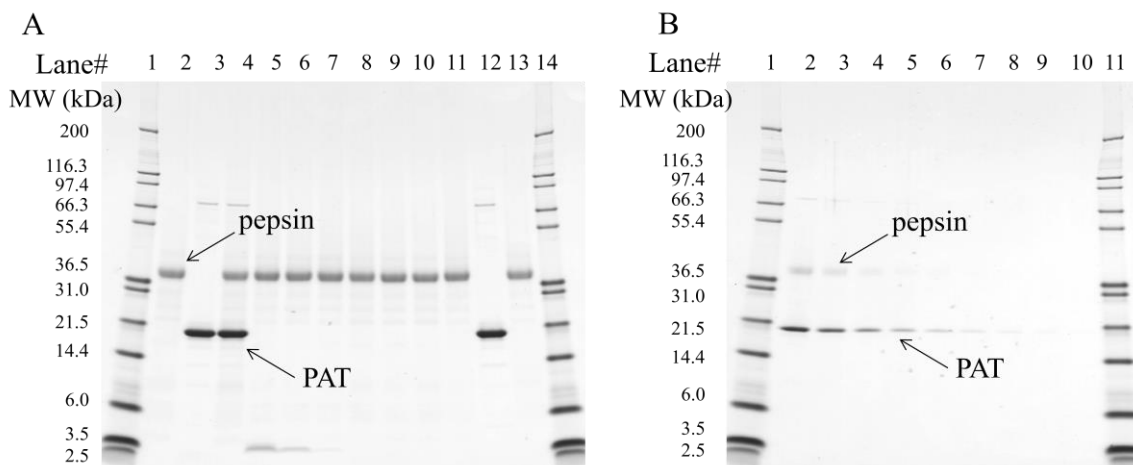 A
Lane# 1 2 3 4 5 6 7 8 9 10 11 12 13 14
MW (kDa)
200
116.3
97.4
66.3
55.4
36.5
31.0
21.5
14.4
6.0
3.5
2.5
pepsin
PAT
B
Lane# 1 2 3 4 5 6 7 8 9 10 11
MW (kDa)
200
116.3
97.4
66.3
55.4
36.5
31.0
21.5
14.4
6.0
3.5
2.5
pepsin
PAT